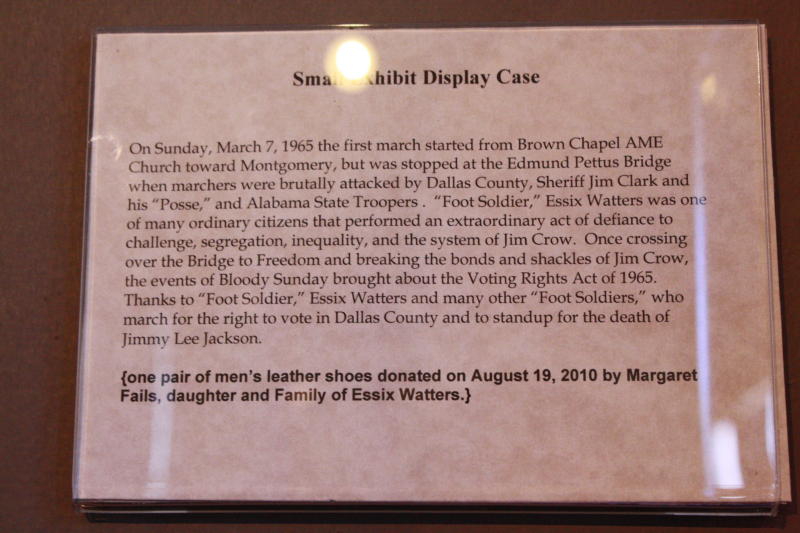 Small Exhibit Display Case
On Sunday, March 7, 1965 the first march started from Brown Chapel AME
Church toward Montgomery, but was stopped at the Edmund Pettus Bridge
when marchers were brutally attacked by Dallas County, Sheriff Jim Clark and
his “Posse,” and Alabama State Troopers . “Foot Soldier,” Essix Watters was one
of many ordinary citizens that performed an extraordinary act of defiance to
challenge, segregation, inequality, and the system of Jim Crow. Once crossing
over the Bridge to Freedom and breaking the bonds and shackles of Jim Crow,
the events of Bloody Sunday brought about the Voting Rights Act of 1965.
Thanks to “Foot Soldier,” Essix Watters and many other “Foot Soldiers,” who
march for the right to vote in Dallas County and to standup for the death of
Jimmy Lee Jackson.
{one pair of men’s leather shoes donated on August 19, 2010 by Margaret
Fails, daughter and Family of Essix Watters.}